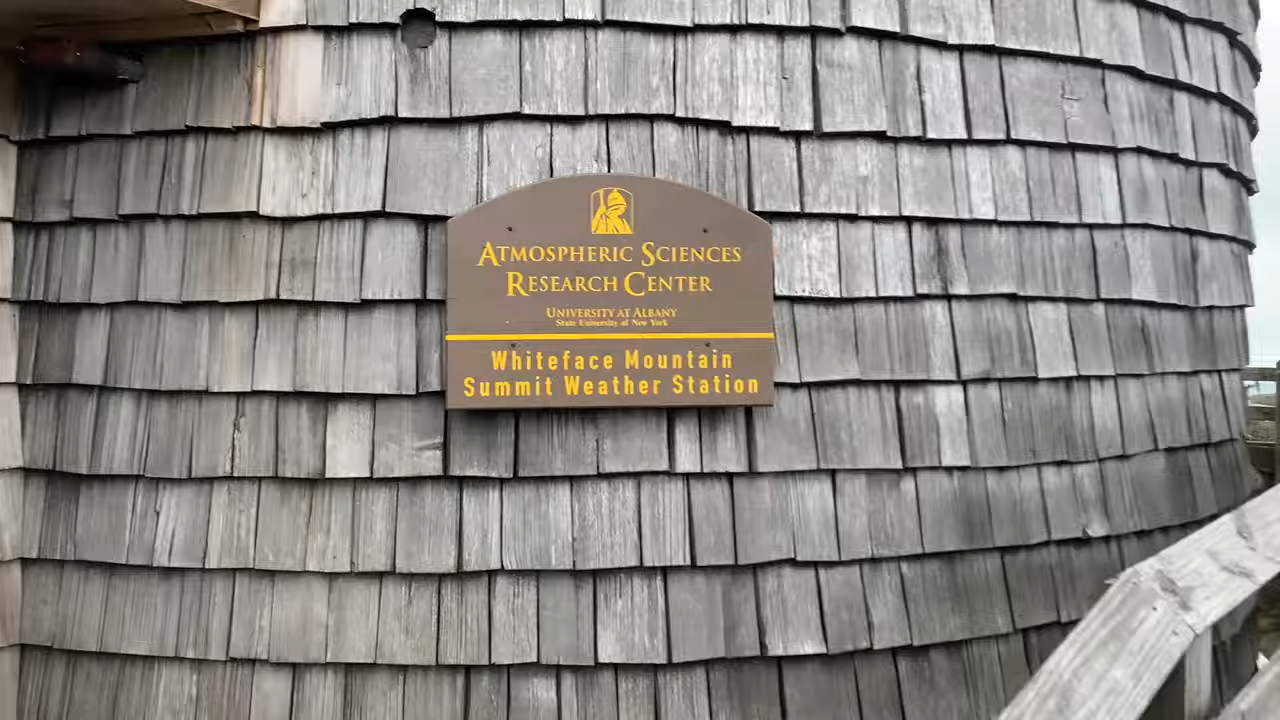 Atmospheric Sciences
Research Center
University at Albany
State University of New York
Whiteface Mountain
Summit Weather Station